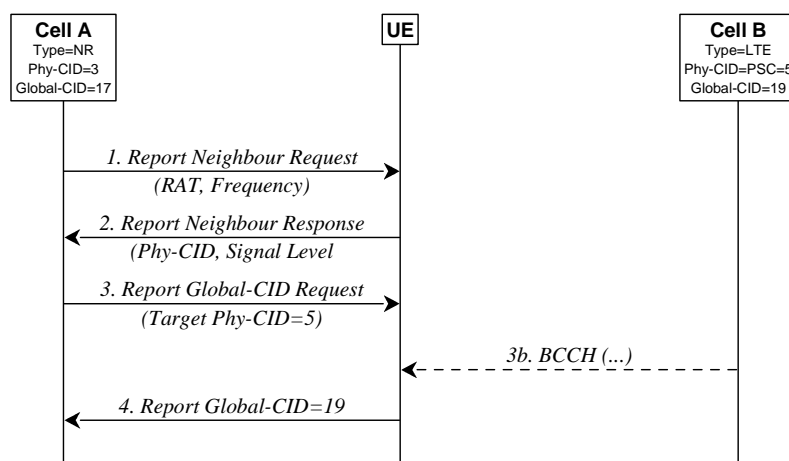 Cell A
Type=NR
Phy-CID=3
Global-CID=17
UE
Cell B
Type=LTE
Phy-CID=PSC=5
Global-CID=19
1. Report Neighbour Request
(RAT, Frequency)
2. Report Neighbour Response
(Phy-CID, Signal Level
3. Report Global-CID Request
(Target Phy-CID=5)
3b. BCCH (...)
4. Report Global-CID=19